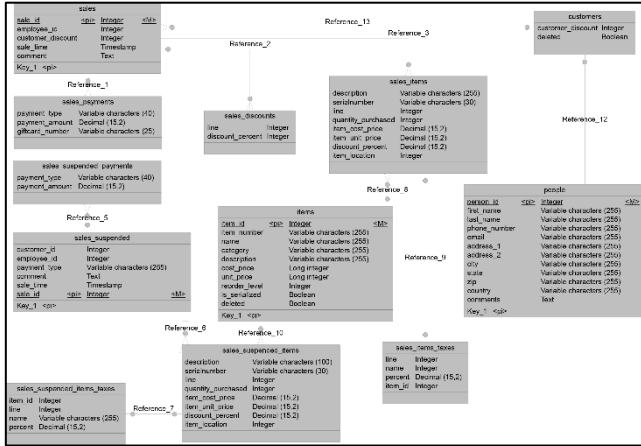 sales
sale_id <pi> Integer <M>
employee_id Integer
customer_discount Integer
sale_time Timestamp
comment Text
Key_1 <pi>
Reference_13
Reference_2
Reference_3
customers
customer_discount Integer
deleted Boolean
Reference_1
sales_payments
payment_type Variable characters (40)
payment_amount Decimal (15,2)
giftcard_number Variable characters (25)
sales_discounts
line Integer
discount_percent Integer
sales_items
description Variable characters (255)
serialnumber Variable characters (30)
line Integer
quantity_purchased Integer
item_cost_price Decimal (15,2)
item_unit_price Decimal (15,2)
discount_percent Decimal (15,2)
item_location Integer
Reference_12
sales_suspended_payments
payment_type Variable characters (40)
payment_amount Decimal (15,2)
Reference_5
Reference_8
Reference_9
sales_suspended
customer_id Integer
employee_id Integer
payment_type Variable characters (255)
comment Text
sale_time Timestamp
sale_id <pi> Integer <M>
Key_1 <pi>
items
item_id <pi> Integer <M>
item_number Variable characters (255)
name Variable characters (255)
category Variable characters (255)
description Variable characters (255)
cost_price Long integer
unit_price Long integer
reorder_level Integer
is_serialized Boolean
deleted Boolean
Key_1 <pi>
people
person_id <pi> Integer <M>
first_name Variable characters (255)
last_name Variable characters (255)
phone_number Variable characters (255)
email Variable characters (255)
address_1 Variable characters (255)
address_2 Variable characters (255)
city Variable characters (255)
state Variable characters (255)
zip Variable characters (255)
country Variable characters (255)
comments Text
Key_1 <pi>
Reference_6
Reference_10
sales_items_taxes
line Integer
name Integer
percent Decimal (15,2)
item_id Integer
sales_suspended_items
description Variable characters (100)
serialnumber Variable characters (30)
line Integer
quantity_purchased Integer
item_cost_price Decimal (15,2)
item_unit_price Decimal (15,2)
discount_percent Decimal (15,2)
item_location Integer
sales_suspended_items_taxes
item_id Integer
line Integer
name Variable characters (255)
percent Decimal (15,2)
Reference_7